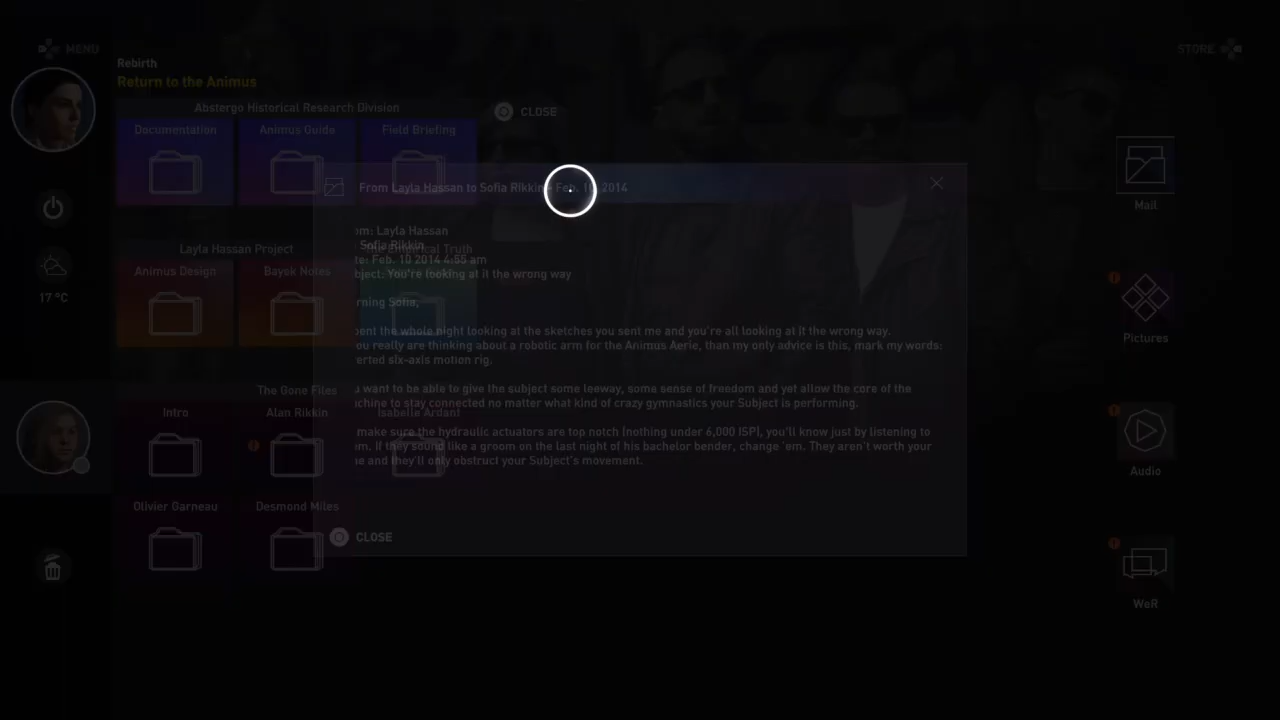 MENU
STORE
Rebirth
Return to the Animus
Abstergo Historical Research Division
CLOSE
Documentation
Animus Guide
Field Briefing
From Layla Hassan to Sofia Rikkin - Feb. 10 2014
Mail
om: Layla Hassan
Sofia Rikkin
te: Feb. 10 2014 4:55 am
bject: You're looking at it the wrong way
Layla Hassan Project
The Empirical Truth
Animus Design
Bayek Notes
17 °C
rning Sofia,
ent the whole night looking at the sketches you sent me and you're all looking at it the wrong way.
ou really are thinking about a robotic arm for the Animus Aerie, than my only advice is this, mark my words:
erted six-axis motion rig.
Pictures
u want to be able to give the subject some leeway, some sense of freedom and yet allow the core of the
chine to stay connected no matter what kind of crazy gymnastics your Subject is performing.
The Gone Files
Intro
Alan Rikkin
Isabelle Ardant
make sure the hydraulic actuators are top notch (nothing under 6,000 ISP), you'll know just by listening to
em. If they sound like a groom on the last night of his bachelor bender, change 'em. They aren't worth your
e and they'll only obstruct your Subject's movement.
Audio
Olivier Garneau
Desmond Miles
CLOSE
WeR